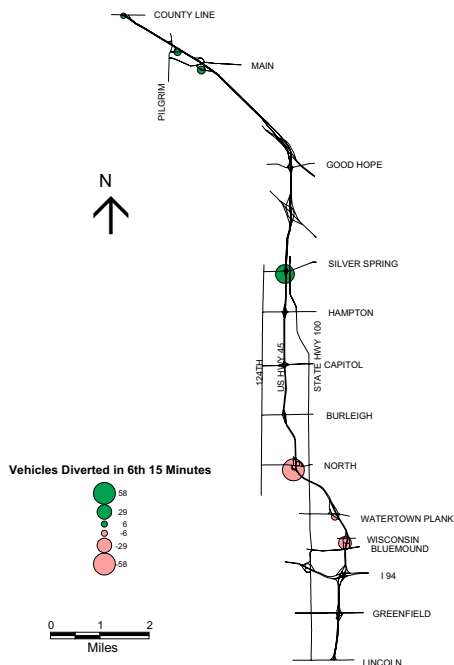 COUNTY LINE
MAIN
PILGRIM
GOOD HOPE
N
SILVER SPRING
HAMPTON
124TH
US HWY 45
STATE HWY 100
CAPITOL
BURLEIGH
NORTH
Vehicles Diverted in 6th 15 Minutes
58
29
6
-6
-29
-58
WATERTOWN PLANK
WISCONSIN
BLUEMOUND
I 94
GREENFIELD
LINCOLN
0 1 2
Miles